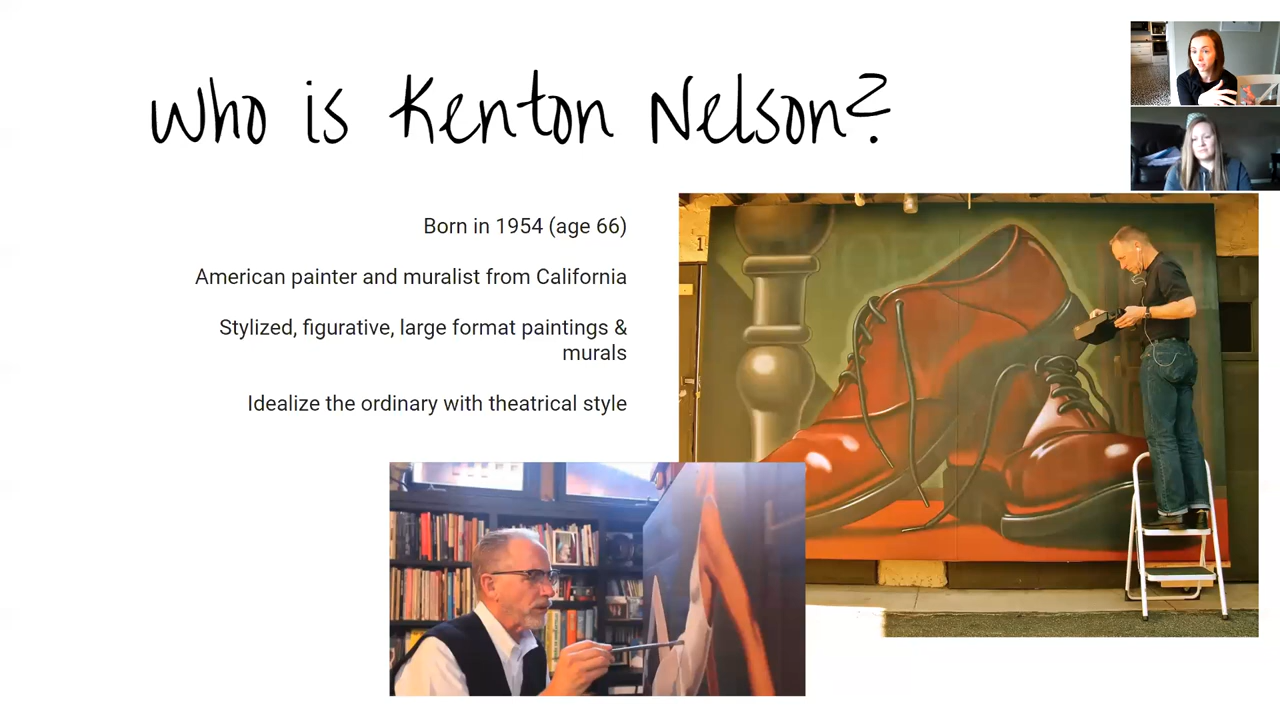 Who is Kenton Nelson?
Born in 1954 (age 66)
American painter and muralist from California
Stylized, figurative, large format paintings &
murals
Idealize the ordinary with theatrical style
1